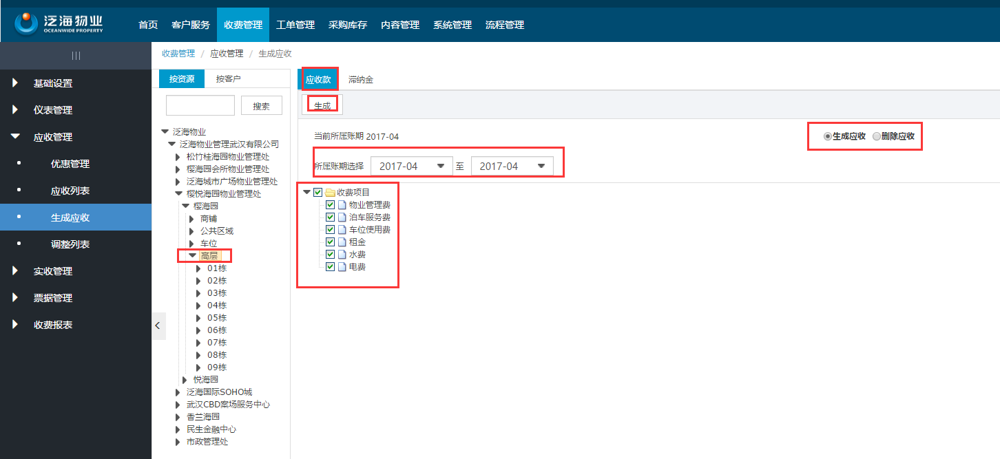 泛海物业
OCEANWIDE PROPERTY
首页 客户服务 收费管理 工单管理 采购库存 内容管理 系统管理 流程管理
收费管理 / 应收管理 / 生成应收
基础设置
仪表管理
应收管理
优惠管理
应收列表
生成应收
调整列表
实收管理
票据管理
收费报表
按资源 按客户
搜索
泛海物业
泛海物业管理武汉有限公司
松竹桂海园物业管理处
樱海园会所物业管理处
泛海城市广场物业管理处
樱悦海园物业管理处
樱海园
商铺
公共区域
车位
高层
01栋
02栋
03栋
04栋
05栋
06栋
07栋
08栋
09栋
悦海园
泛海国际SOHO城
武汉CBD案场服务中心
香兰海园
民生金融中心
市政管理处
应收款 滞纳金
生成
当前所属账期 2017-04
生成应收 删除应收
所属账期选择 2017-04 至 2017-04
收费项目
物业管理费
泊车服务费
车位使用费
租金
水费
电费